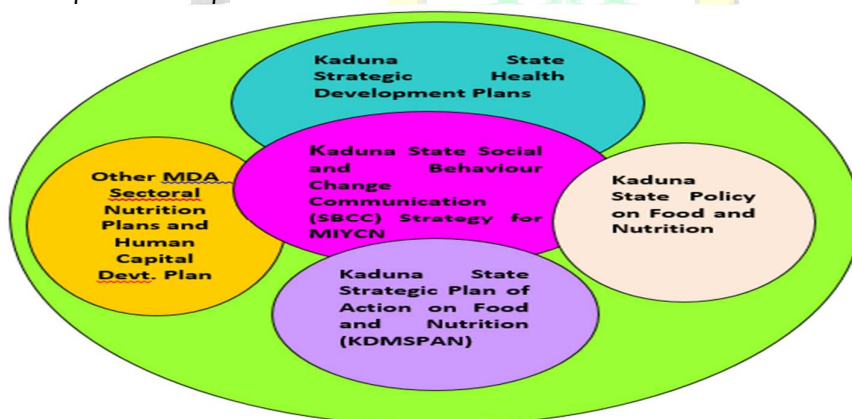 Kaduna State
Strategic Health
Development Plans
Kaduna State Social
and Behaviour
Change
Communication
(SBCC) Strategy for
MIYCN
Other MDA
Sectoral
Nutrition
Plans and
Human
Capital
Devt. Plan
Kaduna
State Policy
on Food and
Nutrition
Kaduna State
Strategic Plan of
Action on Food
and Nutrition
(KDMSPAN)